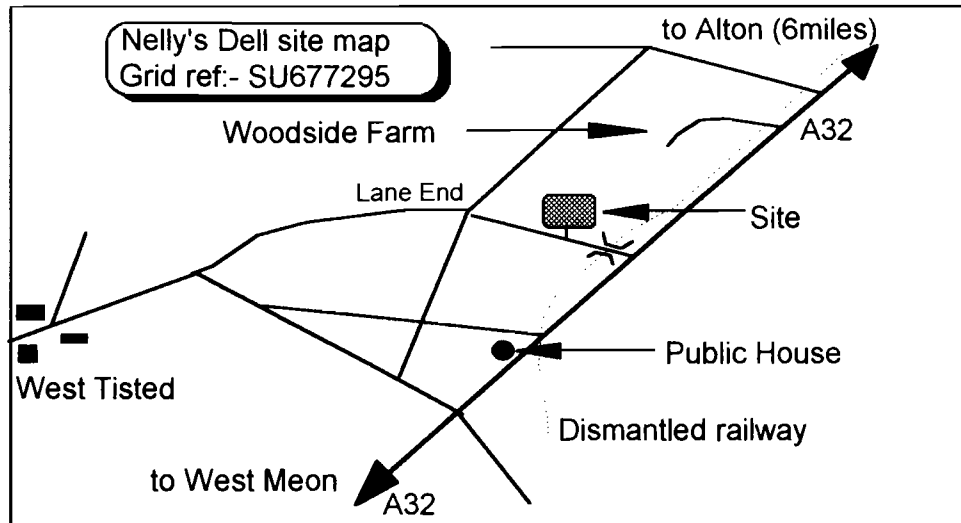 Nelly's Dell site map
Grid ref:- SU677295
to Alton (6miles)
Woodside Farm
A32
Lane End
Site
Public House
West Tisted
Dismantled railway
to West Meon
A32